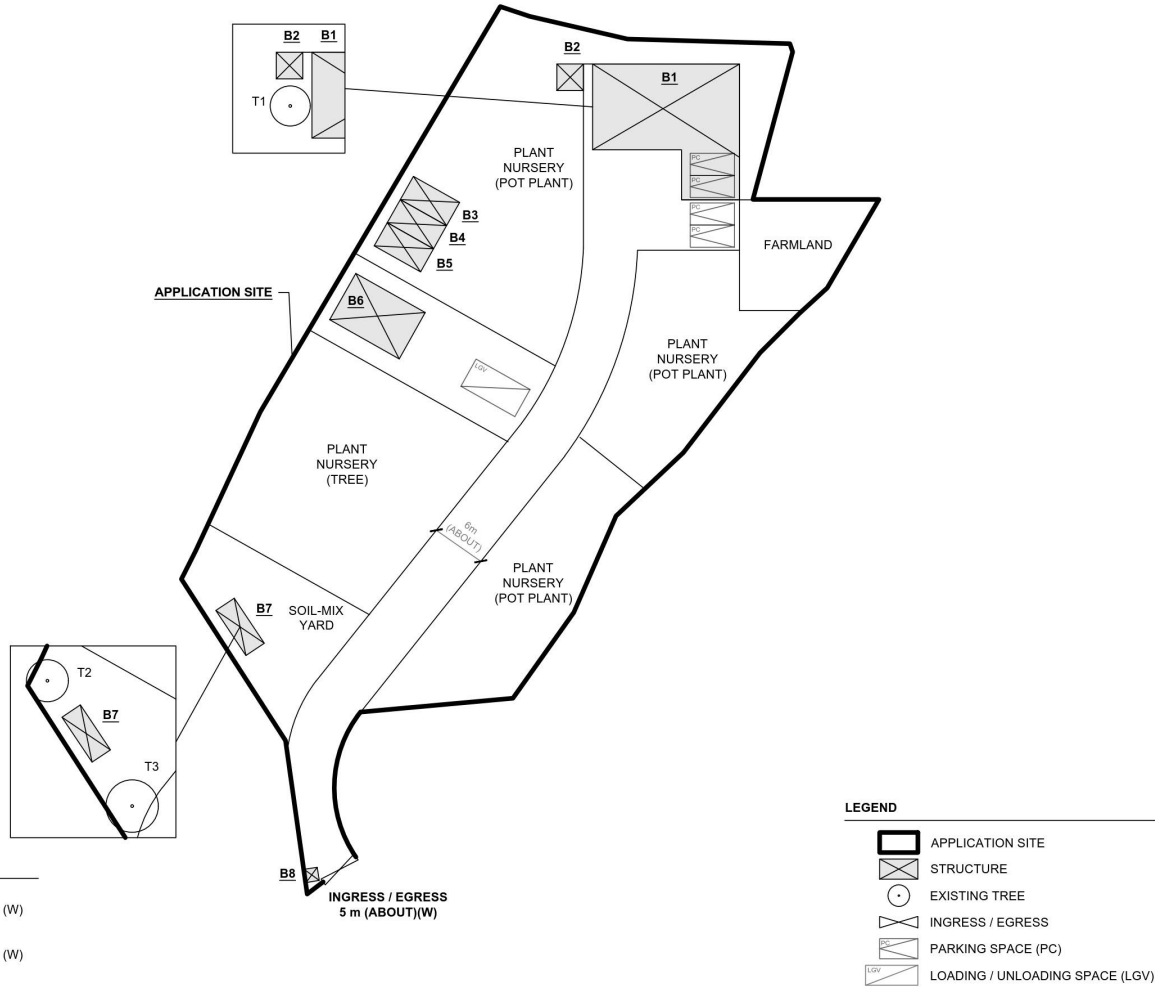 B2
B1
T1
B2
B1
PC
PC
PC
PC
PLANT
NURSERY
(POT PLANT)
B3
B4
B5
FARMLAND
APPLICATION SITE
B6
LGV
PLANT
NURSERY
(POT PLANT)
PLANT
NURSERY
(TREE)
6m
(ABOUT)
PLANT
NURSERY
(POT PLANT)
B7
SOIL-MIX
YARD
T2
B7
T3
B8
INGRESS / EGRESS
5 m (ABOUT)(W)
(W)
(W)
LEGEND
APPLICATION SITE
STRUCTURE
EXISTING TREE
INGRESS / EGRESS
PC
PARKING SPACE (PC)
LGV
LOADING / UNLOADING SPACE (LGV)